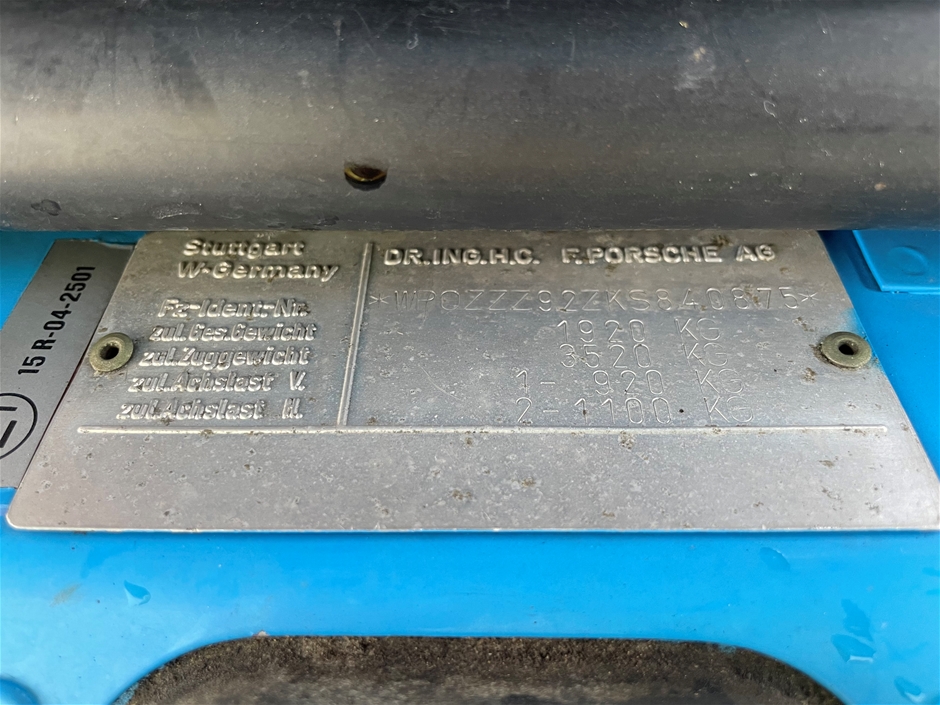 15 R-04-2501
Stuttgart
W-Germany
DR.ING.H.C. F.PORSCHE AG
Fz-Ident-Nr.
*WPOZZZ92ZKS840875*
zul.Ges.Gewicht
1920 KG
zul.Zuggewicht
3520 KG
zul.Achslast V.
1- 920 KG
zul.Achslast H.
2-1100 KG